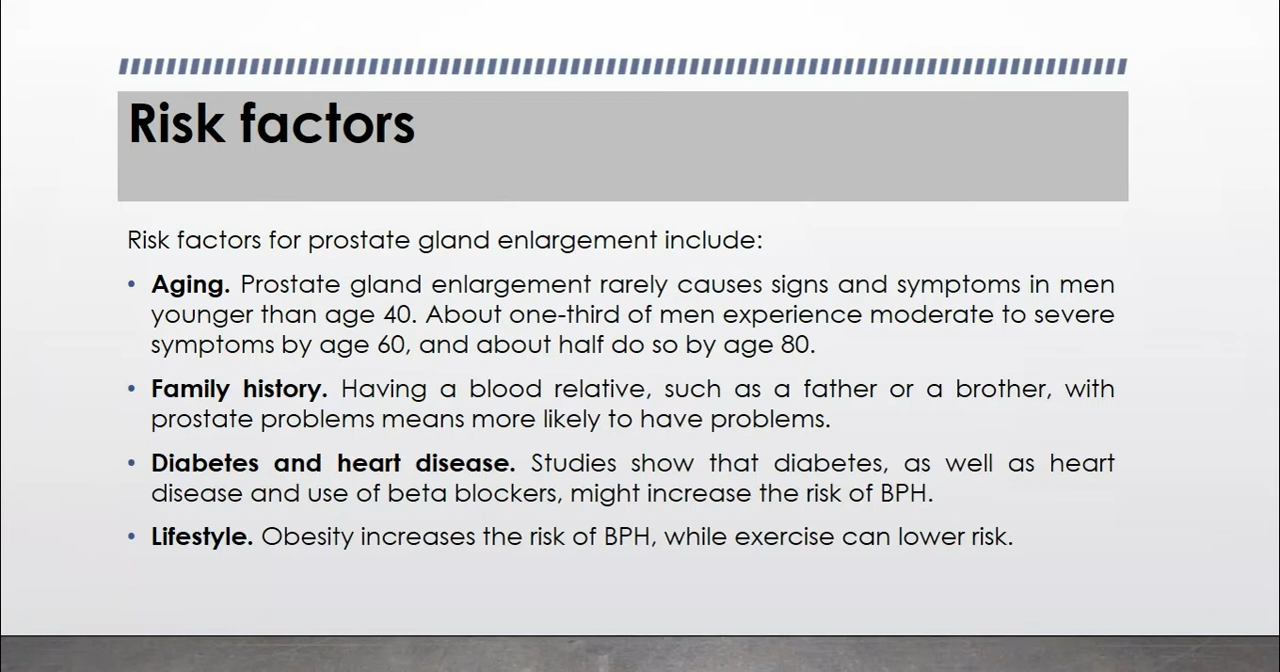 Risk factors
Risk factors for prostate gland enlargement include:
• Aging. Prostate gland enlargement rarely causes signs and symptoms in men
younger than age 40. About one-third of men experience moderate to severe
symptoms by age 60, and about half do so by age 80.
• Family history. Having a blood relative, such as a father or a brother, with
prostate problems means more likely to have problems.
• Diabetes and heart disease. Studies show that diabetes, as well as heart
disease and use of beta blockers, might increase the risk of BPH.
• Lifestyle. Obesity increases the risk of BPH, while exercise can lower risk.